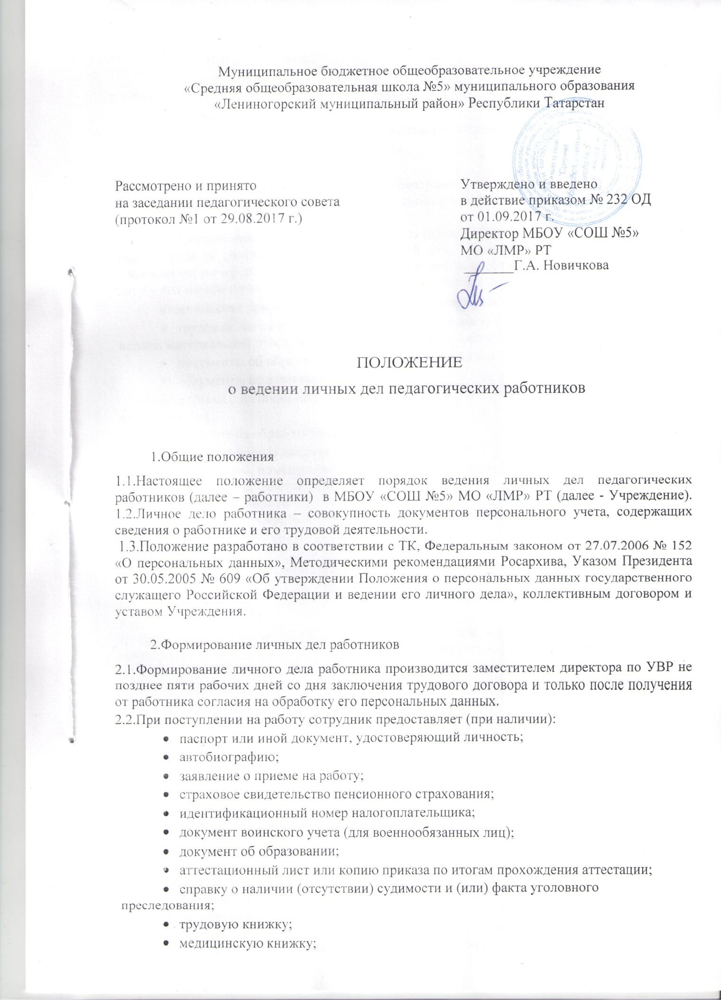 Муниципальное бюджетное общеобразовательное учреждение
«Средняя общеобразовательная школа №5» муниципального образования
«Лениногорский муниципальный район» Республики Татарстан
Рассмотрено и принято
на заседании педагогического совета
(протокол №1 от 29.08.2017 г.)
Утверждено и введено
в действие приказом № 232 ОД
от 01.09.2017 г.
Директор МБОУ «СОШ №5»
МО «ЛМР» РТ
_______Г.А. Новичкова
ПОЛОЖЕНИЕ
о ведении личных дел педагогических работников
1.Общие положения
1.1.Настоящее положение определяет порядок ведения личных дел педагогических
работников (далее – работники) в МБОУ «СОШ №5» МО «ЛМР» РТ (далее - Учреждение).
1.2.Личное дело работника – совокупность документов персонального учета, содержащих
сведения о работнике и его трудовой деятельности.
1.3.Положение разработано в соответствии с ТК, Федеральным законом от 27.07.2006 № 152
«О персональных данных», Методическими рекомендациями Росархива, Указом Президента
от 30.05.2005 № 609 «Об утверждении Положения о персональных данных государственного
служащего Российской Федерации и ведении его личного дела», коллективным договором и
уставом Учреждения.
2.Формирование личных дел работников
2.1.Формирование личного дела работника производится заместителем директора по УВР не
позднее пяти рабочих дней со дня заключения трудового договора и только после получения
от работника согласия на обработку его персональных данных.
2.2.При поступлении на работу сотрудник предоставляет (при наличии):
• паспорт или иной документ, удостоверяющий личность;
• автобиографию;
• заявление о приеме на работу;
• страховое свидетельство пенсионного страхования;
• идентификационный номер налогоплательщика;
• документ воинского учета (для военнообязанных лиц);
• документ об образовании;
• аттестационный лист или копию приказа по итогам прохождения аттестации;
• справку о наличии (отсутствии) судимости и (или) факта уголовного
преследования;
• трудовую книжку;
• медицинскую книжку;